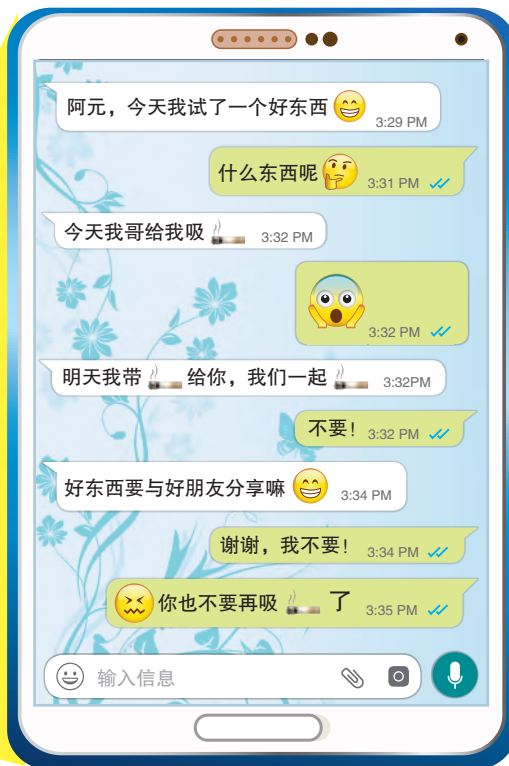 阿元，今天我试了一个好东西😁 3:29 PM
什么东西呢🤔 3:31 PM
今天我哥给我吸🚬 3:32 PM
😱 3:32 PM
明天我带🚬给你，我们一起🚬 3:32PM
不要！ 3:32 PM
好东西要与好朋友分享嘛😁 3:34 PM
谢谢，我不要！ 3:34 PM
😖你也不要再吸🚬了 3:35 PM
输入信息